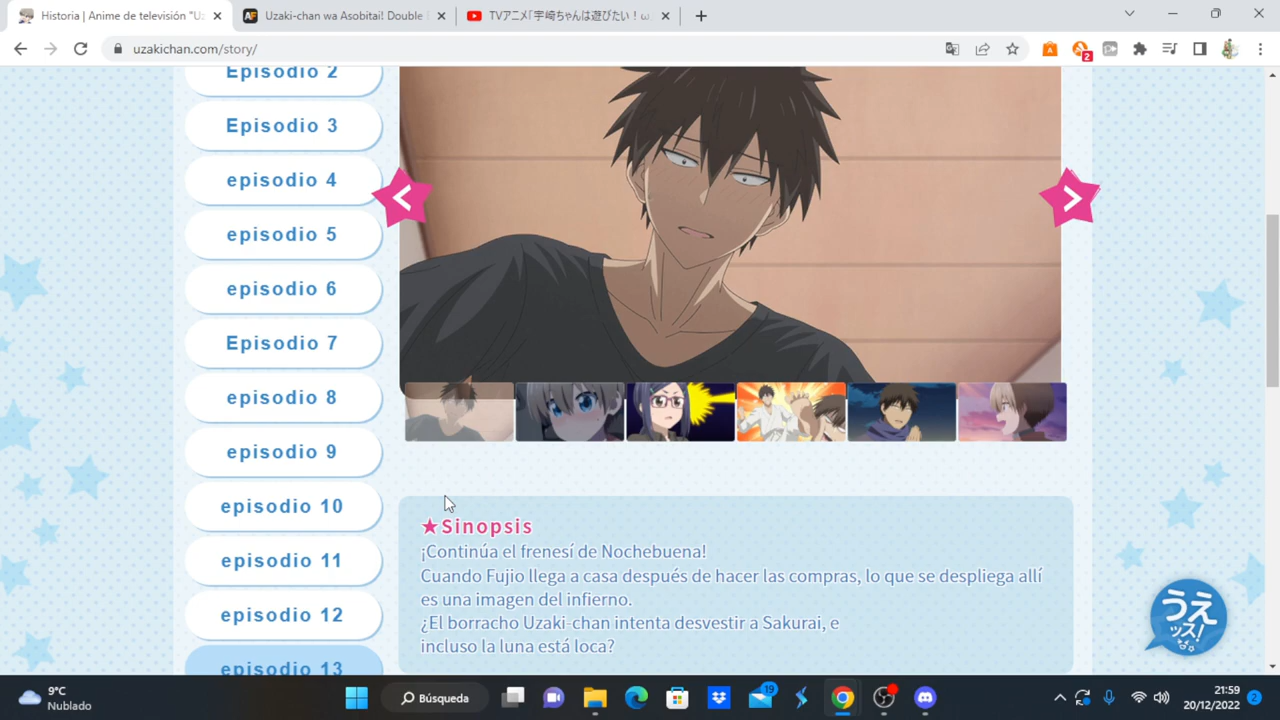 Historia | Anime de televisión "Uz
Uzaki-chan wa Asobitai! Double
TVアニメ「宇崎ちゃんは遊びたい！ω
uzakichan.com/story/
2
Episodio 2
Episodio 3
episodio 4
episodio 5
episodio 6
Episodio 7
episodio 8
episodio 9
episodio 10
episodio 11
episodio 12
episodio 13
★Sinopsis
¡Continúa el frenesí de Nochebuena!
Cuando Fujio llega a casa después de hacer las compras, lo que se despliega allí
es una imagen del infierno.
¿El borracho Uzaki-chan intenta desvestir a Sakurai, e
incluso la luna está loca?
うえ
ッス!
9°C
Nublado
Búsqueda
19
21:59
20/12/2022
2